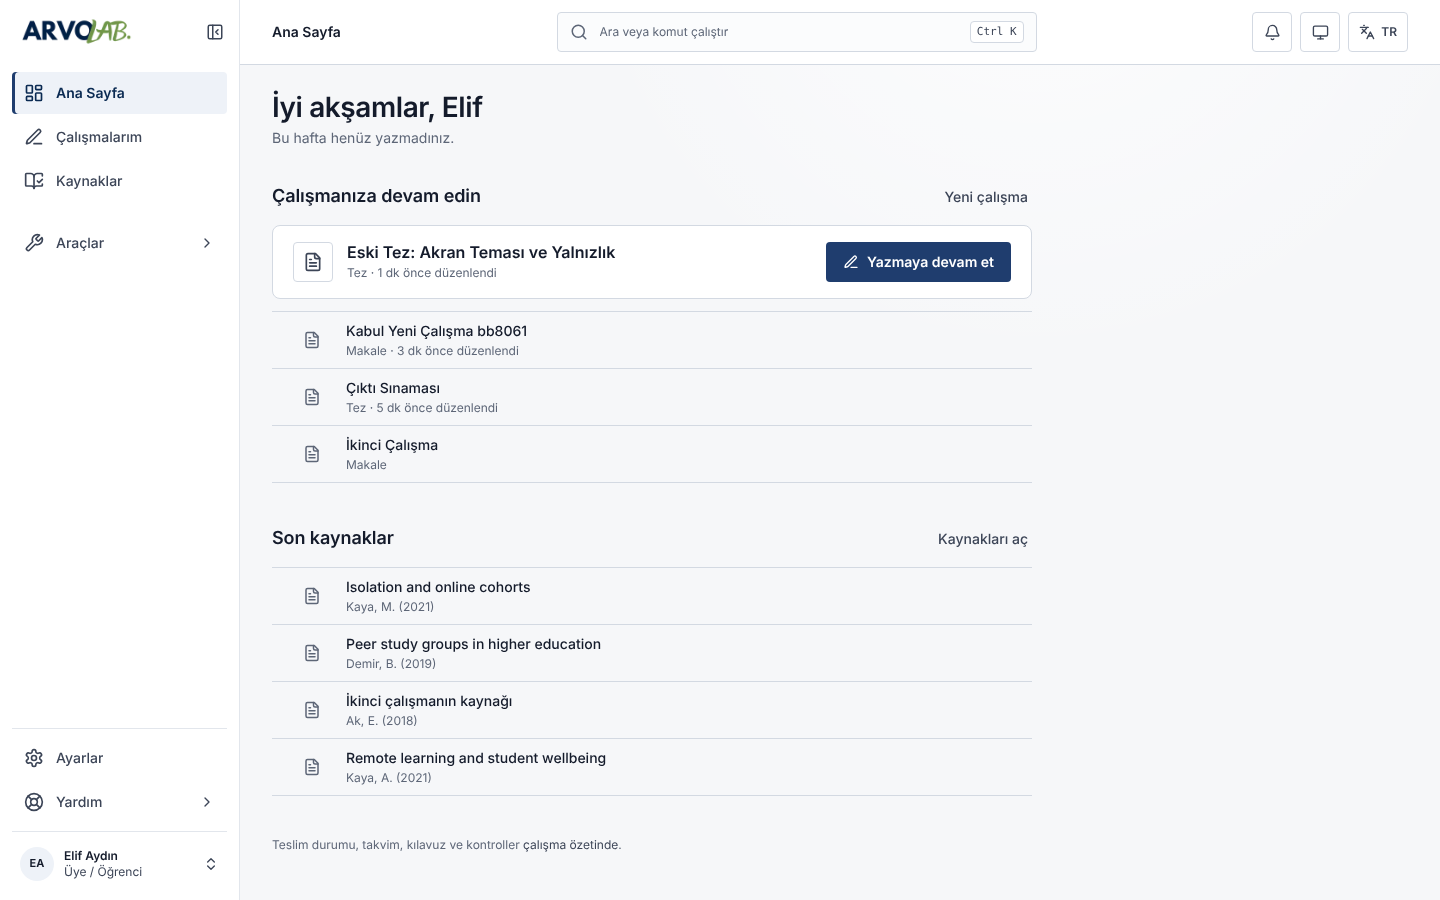 ARVOLAB.
Ana Sayfa
Çalışmalarım
Kaynaklar
Araçlar
Ayarlar
Yardım
EA
Elif Aydın
Üye / Öğrenci
Ana Sayfa
Ara veya komut çalıştır
Ctrl K
TR
İyi akşamlar, Elif
Bu hafta henüz yazmadınız.
Çalışmanıza devam edin
Yeni çalışma
Eski Tez: Akran Teması ve Yalnızlık
Tez · 1 dk önce düzenlendi
Yazmaya devam et
Kabul Yeni Çalışma bb8061
Makale · 3 dk önce düzenlendi
Çıktı Sınaması
Tez · 5 dk önce düzenlendi
İkinci Çalışma
Makale
Son kaynaklar
Kaynakları aç
Isolation and online cohorts
Kaya, M. (2021)
Peer study groups in higher education
Demir, B. (2019)
İkinci çalışmanın kaynağı
Ak, E. (2018)
Remote learning and student wellbeing
Kaya, A. (2021)
Teslim durumu, takvim, kılavuz ve kontroller çalışma özetinde.